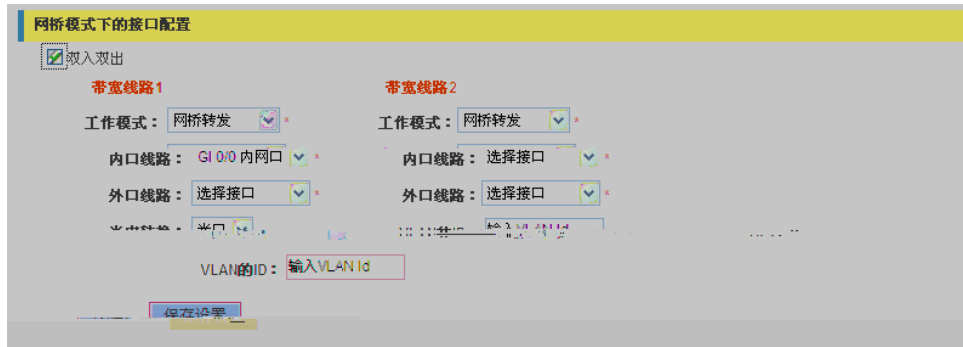 网桥模式下的接口配置
双入双出
带宽线路1 带宽线路2
工作模式： 网桥转发 * 工作模式： 网桥转发 *
内口线路： GI 0/0 内网口 * 内口线路： 选择接口 *
外口线路： 选择接口 * 外口线路： 选择接口 *
VLAN的ID： 输入VLAN Id
保存设置